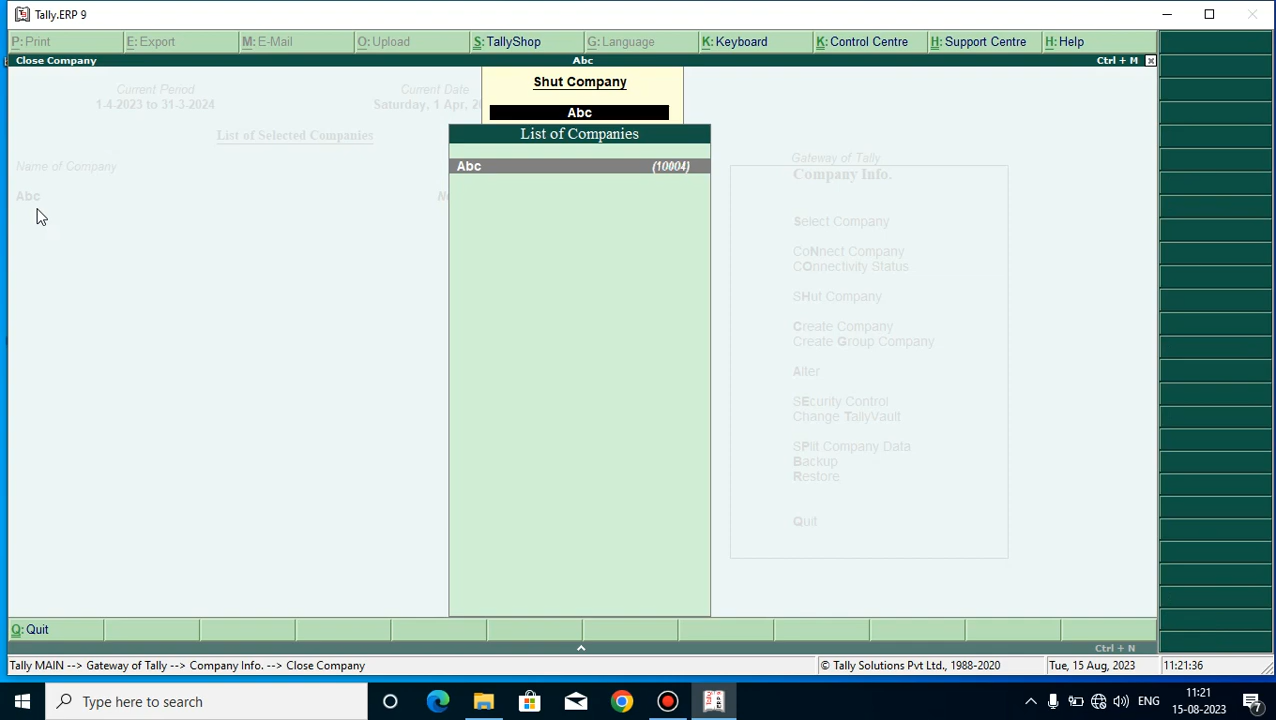 Tally.ERP 9
P: Print E: Export M: E-Mail O: Upload S: TallyShop G: Language K: Keyboard K: Control Centre H: Support Centre H: Help
Close Company Abc Ctrl + M
Shut Company
Abc
Current Period
1-4-2023 to 31-3-2024
Current Date
Saturday, 1 Apr, 20
List of Selected Companies
Name of Company
Abc
List of Companies
Abc (10004)
Gateway of Tally
Company Info.
Select Company
CoNnect Company
COnnectivity Status
SHut Company
Create Company
Create Group Company
Alter
SEcurity Control
Change TallyVault
SPlit Company Data
Backup
Restore
Quit
Q: Quit
Ctrl + N
Tally MAIN --> Gateway of Tally --> Company Info. --> Close Company © Tally Solutions Pvt Ltd., 1988-2020 Tue, 15 Aug, 2023 11:21:36
Type here to search
ENG
11:21
15-08-2023
7